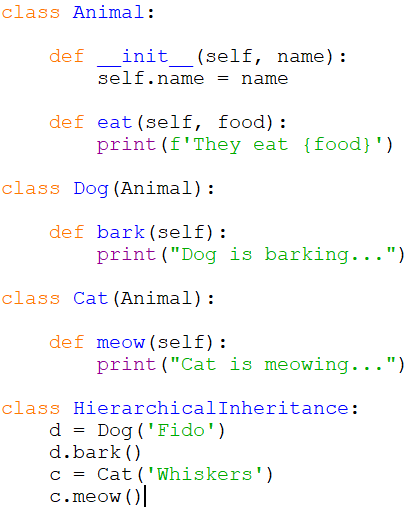 class Animal:
    def __init__(self, name):
        self.name = name
    def eat(self, food):
        print(f'They eat {food}')
class Dog(Animal):
    def bark(self):
        print("Dog is barking...")
class Cat(Animal):
    def meow(self):
        print("Cat is meowing...")
class HierarchicalInheritance:
    d = Dog('Fido')
    d.bark()
    c = Cat('Whiskers')
    c.meow()